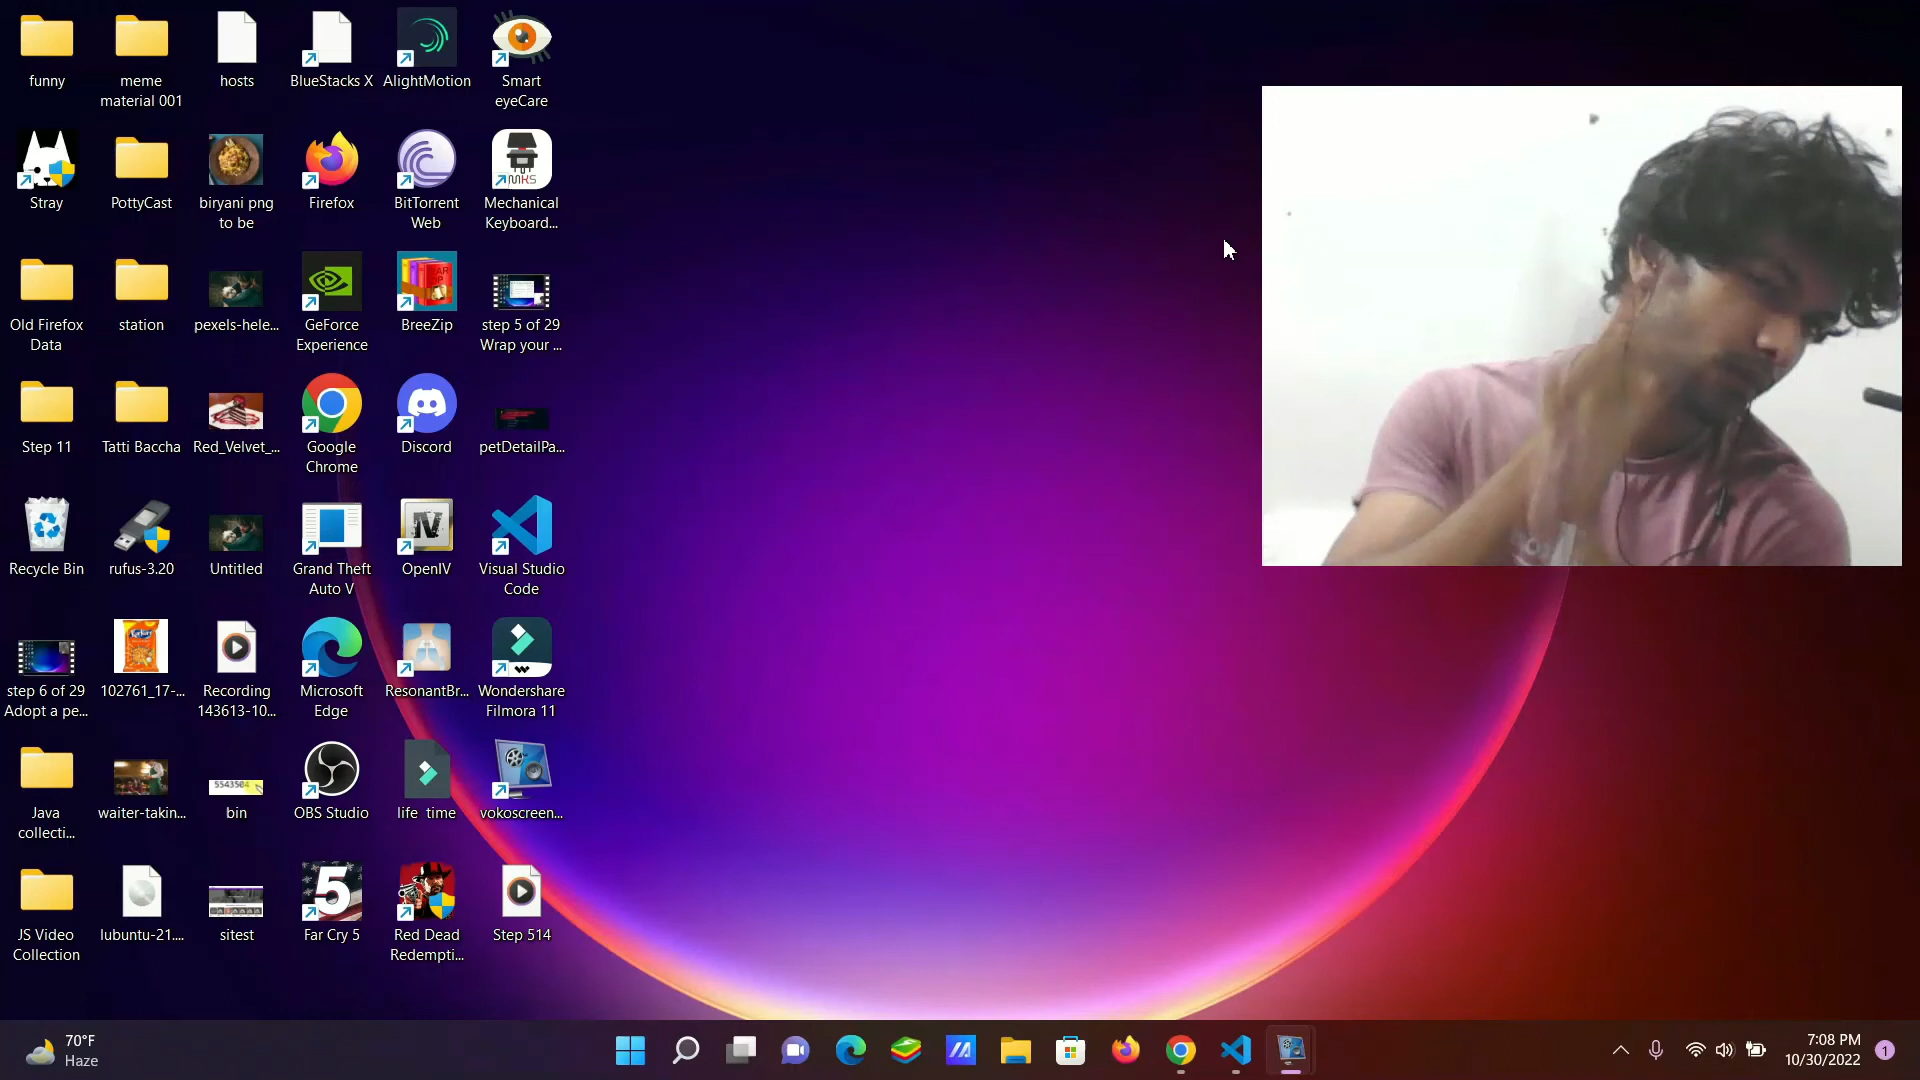 funny
meme
material 001
hosts
BlueStacks X
AlightMotion
Smart
eyeCare
Stray
PottyCast
biryani png
to be
Firefox
BitTorrent
Web
MKS
Mechanical
Keyboard...
Old Firefox
Data
station
pexels-hele...
GeForce
Experience
BreeZip
step 5 of 29
Wrap your ...
Step 11
Tatti Baccha
Red_Velvet_...
Google
Chrome
Discord
petDetailPa...
Recycle Bin
rufus-3.20
Untitled
Grand Theft
Auto V
IV
OpenIV
Visual Studio
Code
step 6 of 29
Adopt a pe...
102761_17-...
Recording
143613-10...
Microsoft
Edge
ResonantBr...
Wondershare
Filmora 11
Java
collecti...
waiter-takin...
5543504
bin
OBS Studio
life time
vokoscreen...
JS Video
Collection
lubuntu-21....
sitest
5
Far Cry 5
Red Dead
Redempti...
Step 514
70°F
Haze
7:08 PM
10/30/2022
1